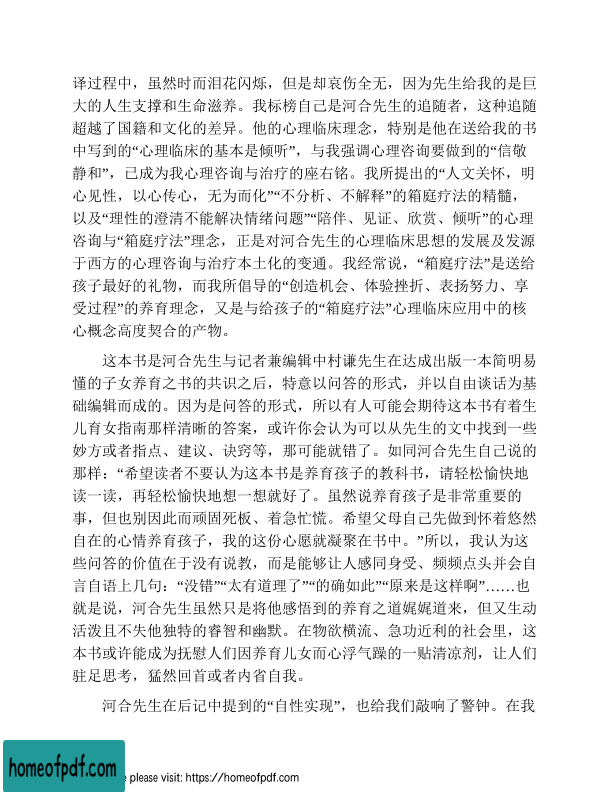 译过程中，虽然时而泪花闪烁，但是却哀伤全无，因为先生给我的是巨
大的人生支撑和生命滋养。我标榜自己是河合先生的追随者，这种追随
超越了国籍和文化的差异。他的心理临床理念，特别是他在送给我的书
中写到的“心理临床的基本是倾听”，与我强调心理咨询要做到的“信敬
静和”，已成为我心理咨询与治疗的座右铭。我所提出的“人文关怀，明
心见性，以心传心，无为而化”“不分析、不解释”的箱庭疗法的精髓，
以及“理性的澄清不能解决情绪问题”“陪伴、见证、欣赏、倾听”的心理
咨询与“箱庭疗法”理念，正是对河合先生的心理临床思想的发展及发源
于西方的心理咨询与治疗本土化的变通。我经常说，“箱庭疗法”是送给
孩子最好的礼物，而我所倡导的“创造机会、体验挫折、表扬努力、享
受过程”的养育理念，又是与给孩子的“箱庭疗法”心理临床应用中的核
心概念高度契合的产物。
这本书是河合先生与记者兼编辑中村谦先生在达成出版一本简明易
懂的子女养育之书的共识之后，特意以问答的形式，并以自由谈话为基
础编辑而成的。因为是问答的形式，所以有人可能会期待这本书有着生
儿育女指南那样清晰的答案，或许你会认为可以从先生的文中找到一些
妙方或者指点、建议、诀窍等，那可能就错了。如同河合先生自己说的
那样：“希望读者不要认为这本书是养育孩子的教科书，请轻松愉快地
读一读，再轻松愉快地想一想就好了。虽然说养育孩子是非常重要的
事，但也别因此而顽固死板、着急忙慌。希望父母自己先做到怀着悠然
自在的心情养育孩子，我的这份心愿就凝聚在书中。”所以，我认为这
些问答的价值在于没有说教，而是能够让人感同身受、频频点头并会自
言自语上几句：“没错”“太有道理了”“的确如此”“原来是这样啊”……也
就是说，河合先生虽然只是将他感悟到的养育之道娓娓道来，但又生动
活泼且不失他独特的睿智和幽默。在物欲横流、急功近利的社会里，这
本书或许能成为抚慰人们因养育儿女而心浮气躁的一贴清凉剂，让人们
驻足思考，猛然回首或者内省自我。
河合先生在后记中提到的“自性实现”，也给我们敲响了警钟。在我
homeofpdf.com
e please visit: https://homeofpdf.com